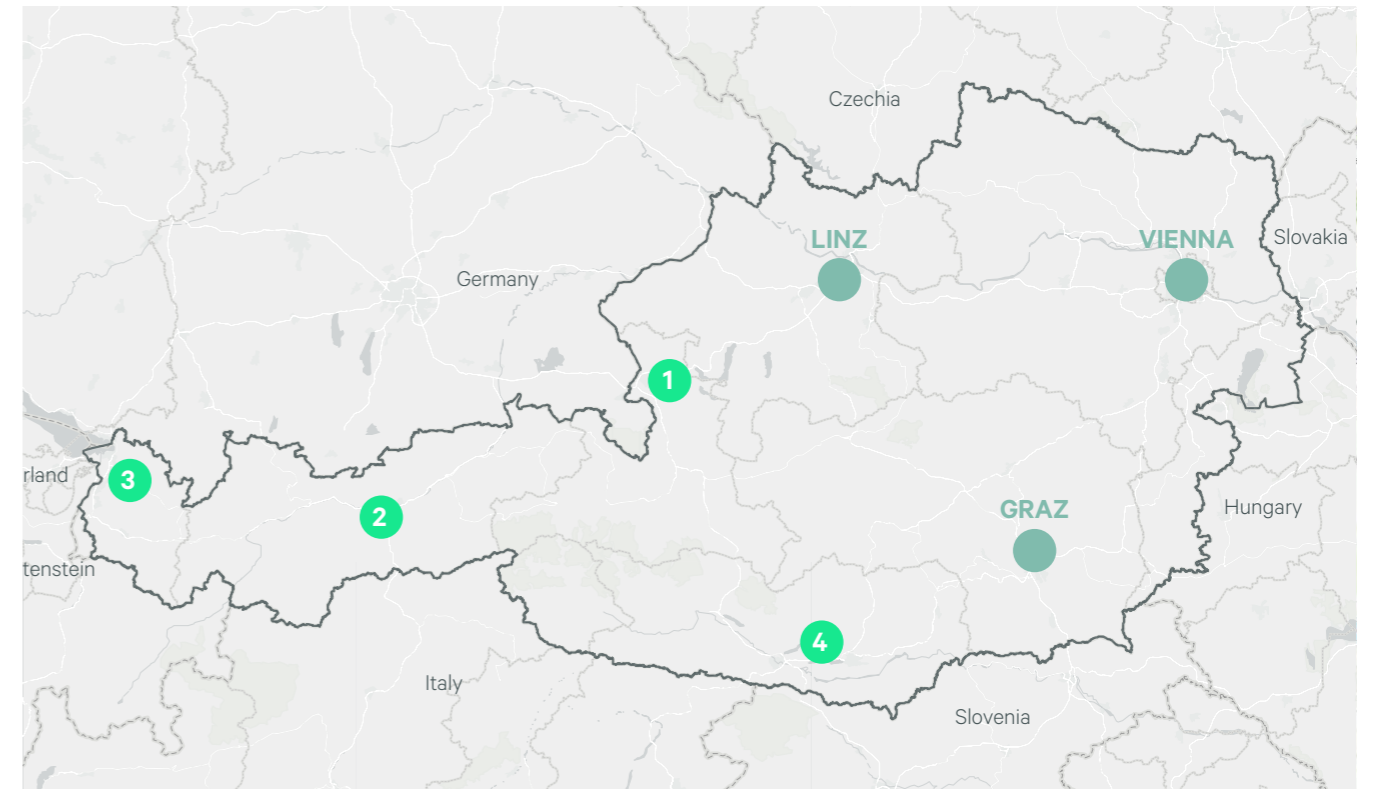 Czechia
LINZ
VIENNA
Slovakia
Germany
1
rland
3
2
GRAZ
Hungary
tenstein
4
Italy
Slovenia